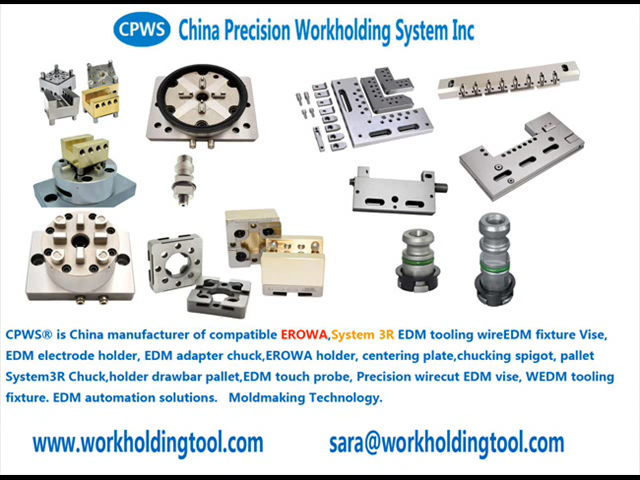 CPWS China Precision Workholding System Inc
CPWS® is China manufacturer of compatible EROWA,System 3R EDM tooling wireEDM fixture Vise,
EDM electrode holder, EDM adapter chuck,EROWA holder, centering plate,chucking spigot, pallet
System3R Chuck,holder drawbar pallet,EDM touch probe, Precision wirecut EDM vise, WEDM tooling
fixture. EDM automation solutions. Moldmaking Technology.
www.workholdingtool.com sara@workholdingtool.com